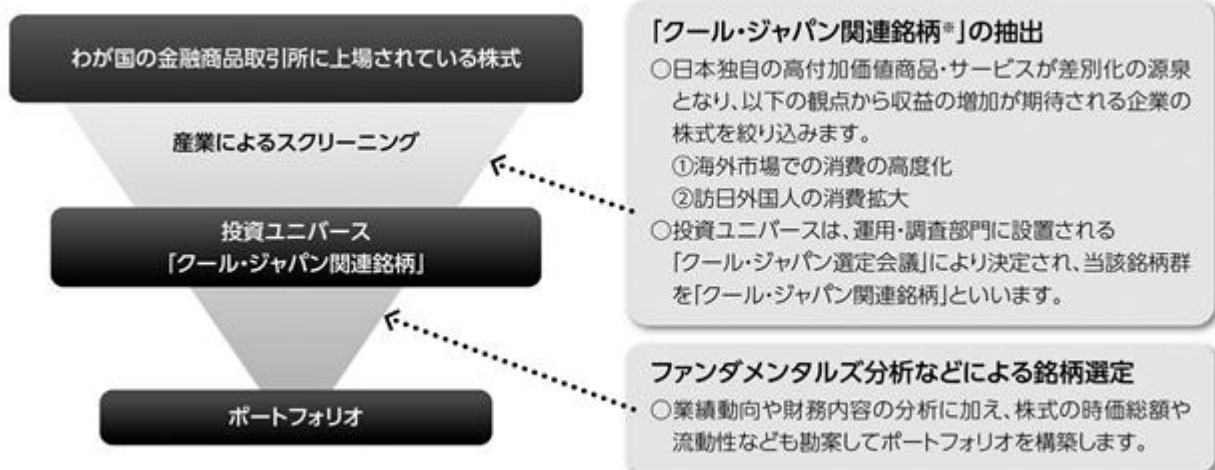 わが国の金融商品取引所に上場されている株式
産業によるスクリーニング
投資ユニバース
「クール・ジャパン関連銘柄」
ポートフォリオ
「クール・ジャパン関連銘柄※」の抽出
○日本独自の高付加価値商品・サービスが差別化の源泉
となり、以下の観点から収益の増加が期待される企業の
株式を絞り込みます。
①海外市場での消費の高度化
②訪日外国人の消費拡大
○投資ユニバースは、運用・調査部門に設置される
「クール・ジャパン選定会議」により決定され、当該銘柄群
を「クール・ジャパン関連銘柄」といいます。
ファンダメンタルズ分析などによる銘柄選定
○業績動向や財務内容の分析に加え、株式の時価総額や
流動性なども勘案してポートフォリオを構築します。